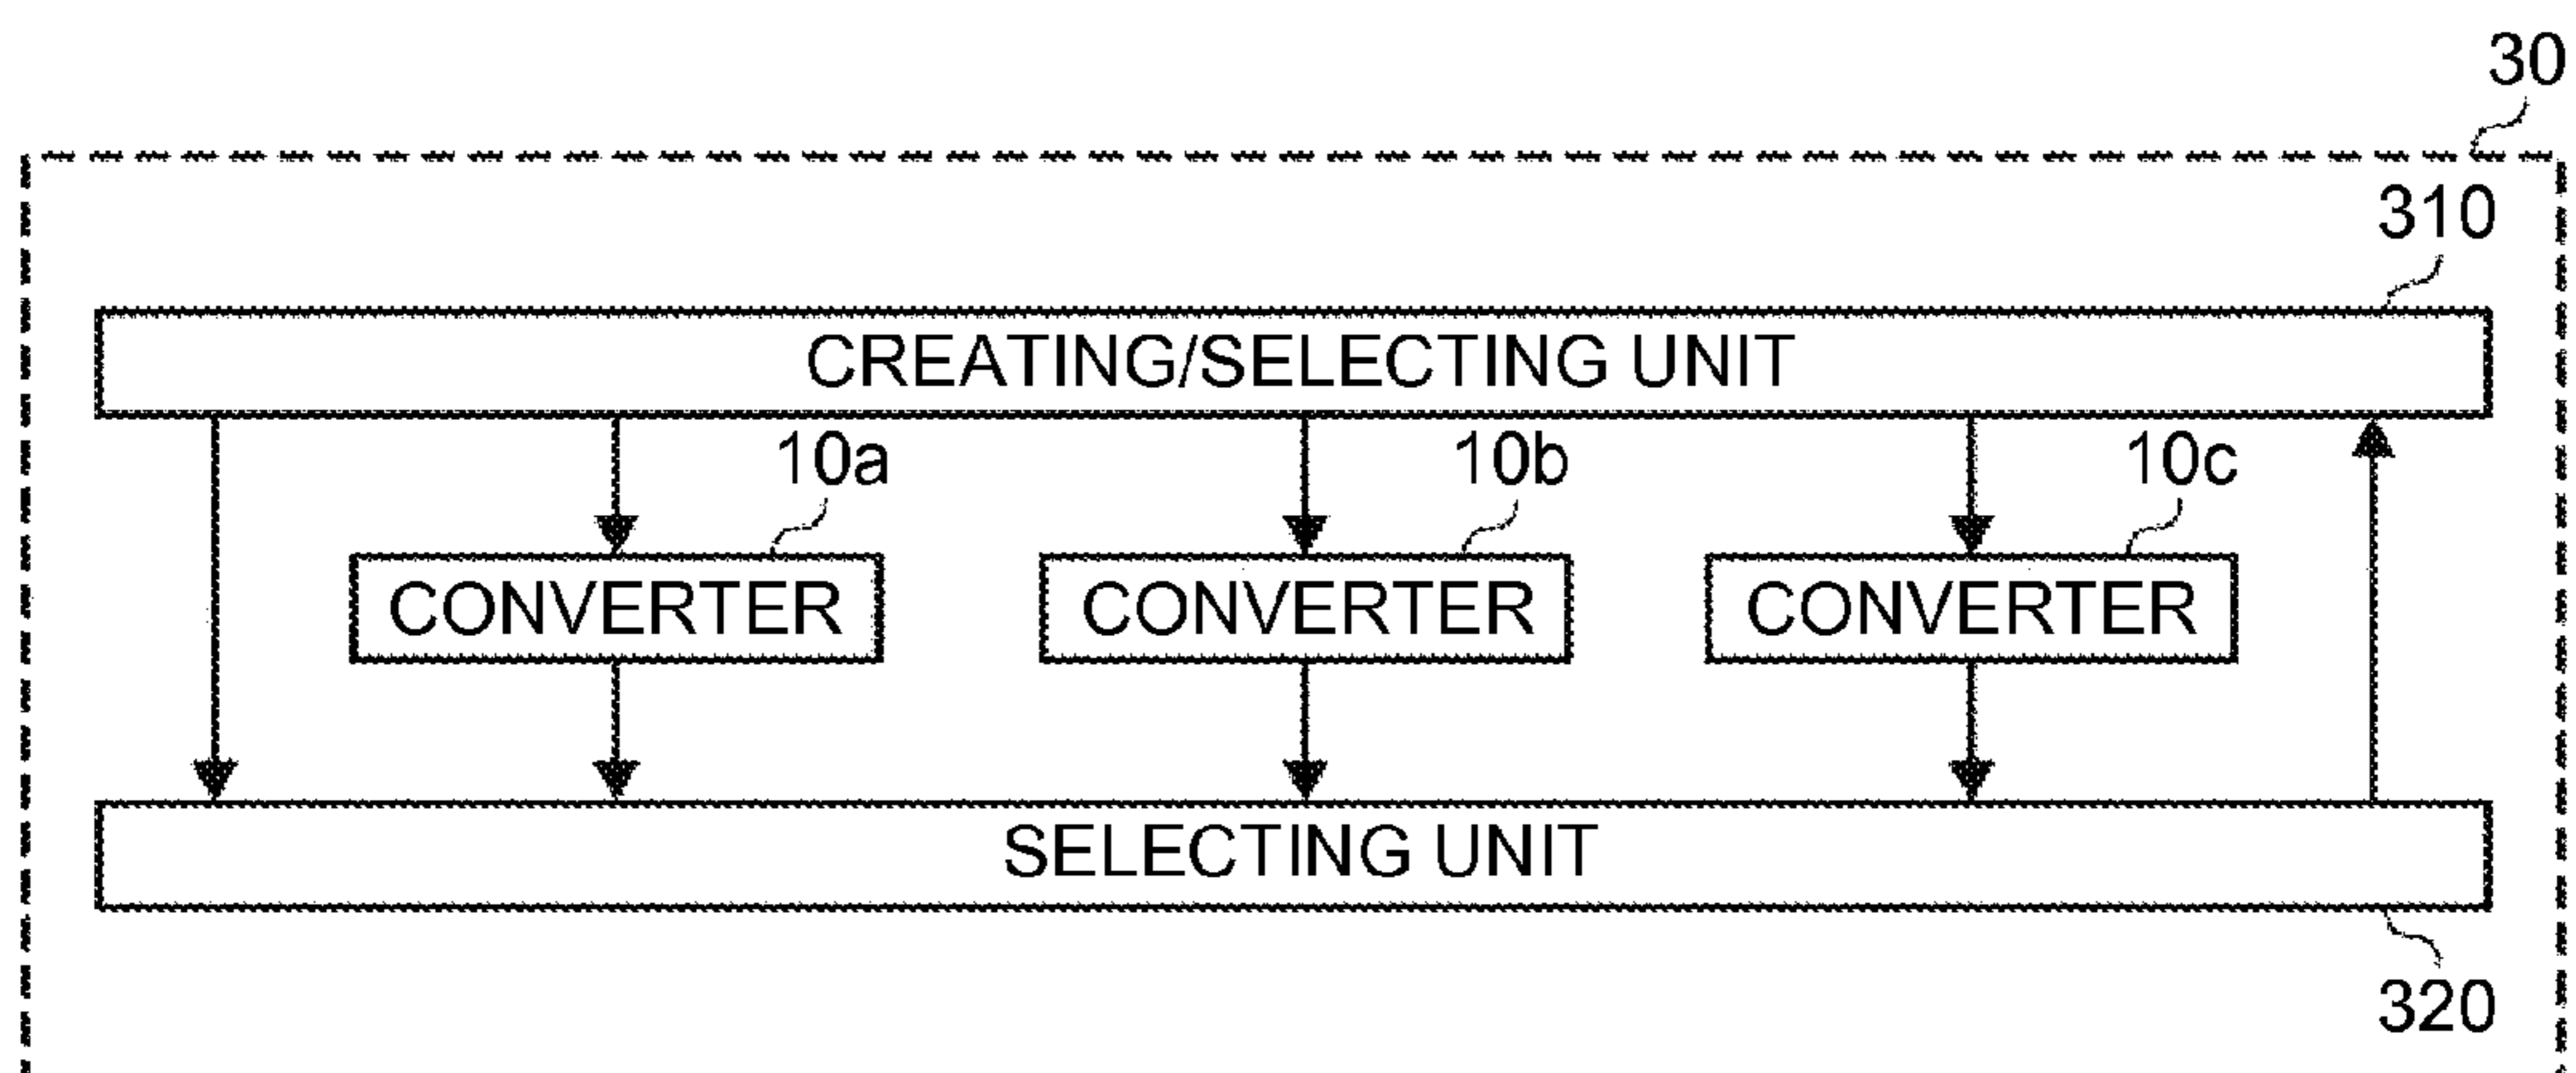 30
310
CREATING/SELECTING UNIT
10a 10b 10c
CONVERTER CONVERTER CONVERTER
SELECTING UNIT
320